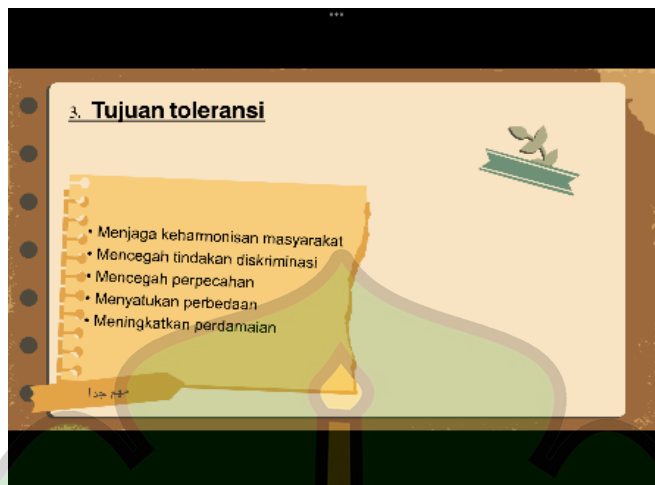 3. Tujuan toleransi
• Menjaga keharmonisan masyarakat
• Mencegah tindakan diskriminasi
• Mencegah perpecahan
• Menyatukan perbedaan
• Meningkatkan perdamaian
مهم جدا